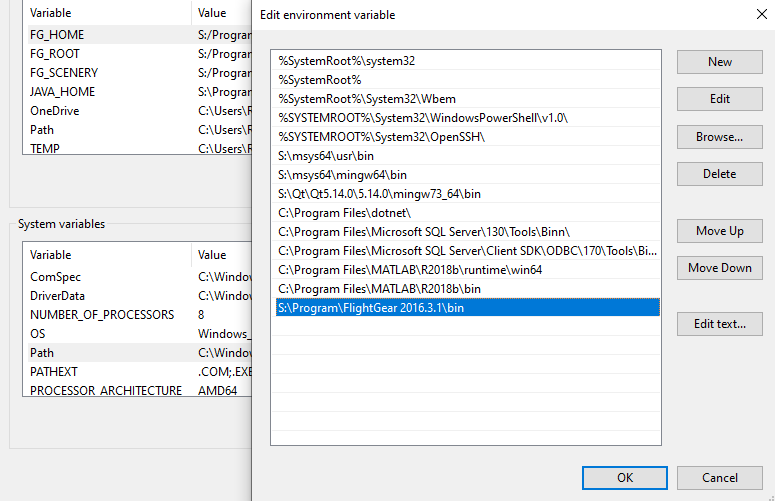 Variable Value
FG_HOME S:/Program
FG_ROOT S:/Program
FG_SCENERY S:/Program
JAVA_HOME S:\Program
OneDrive C:\Users\R
Path C:\Users\R
TEMP C:\Users\R
System variables
Variable Value
ComSpec C:\Window
DriverData C:\Window
NUMBER_OF_PROCESSORS 8
OS Windows_
Path C:\Window
PATHEXT .COM;.EXE
PROCESSOR_ARCHITECTURE AMD64
Edit environment variable
%SystemRoot%\system32
%SystemRoot%
%SystemRoot%\System32\Wbem
%SYSTEMROOT%\System32\WindowsPowerShell\v1.0\
%SYSTEMROOT%\System32\OpenSSH\
S:\msys64\usr\bin
S:\msys64\mingw64\bin
S:\Qt\Qt5.14.0\5.14.0\mingw73_64\bin
C:\Program Files\dotnet\
C:\Program Files\Microsoft SQL Server\130\Tools\Binn\
C:\Program Files\Microsoft SQL Server\Client SDK\ODBC\170\Tools\Bi...
C:\Program Files\MATLAB\R2018b\runtime\win64
C:\Program Files\MATLAB\R2018b\bin
S:\Program\FlightGear 2016.3.1\bin
New
Edit
Browse...
Delete
Move Up
Move Down
Edit text...
OK
Cancel